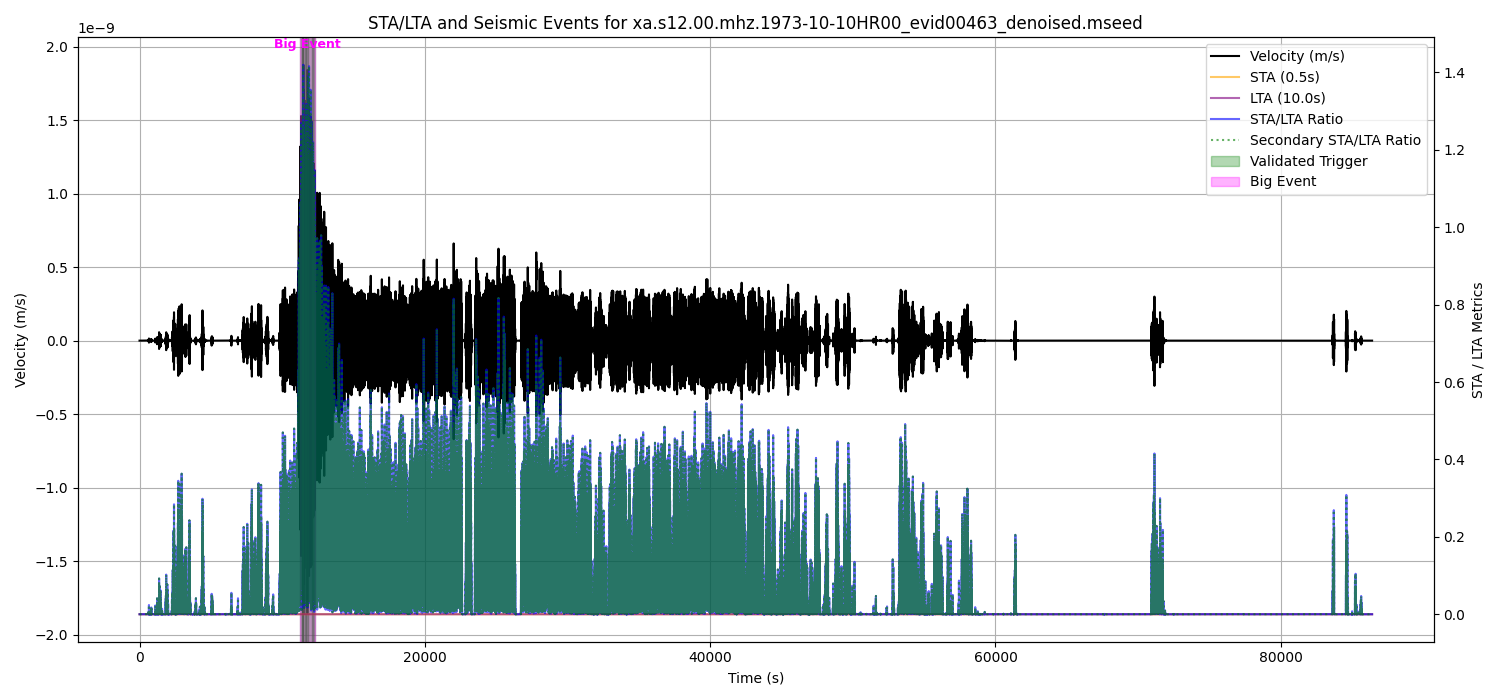 STA/LTA and Seismic Events for xa.s12.00.mhz.1973-10-10HR00_evid00463_denoised.mseed
1e−9
Big Event
Velocity (m/s)
STA (0.5s)
LTA (10.0s)
STA/LTA Ratio
Secondary STA/LTA Ratio
Validated Trigger
Big Event
2.0
1.5
1.0
0.5
0.0
−0.5
−1.0
−1.5
−2.0
Velocity (m/s)
1.4
1.2
1.0
0.8
0.6
0.4
0.2
0.0
STA / LTA Metrics
0
20000
40000
60000
80000
Time (s)